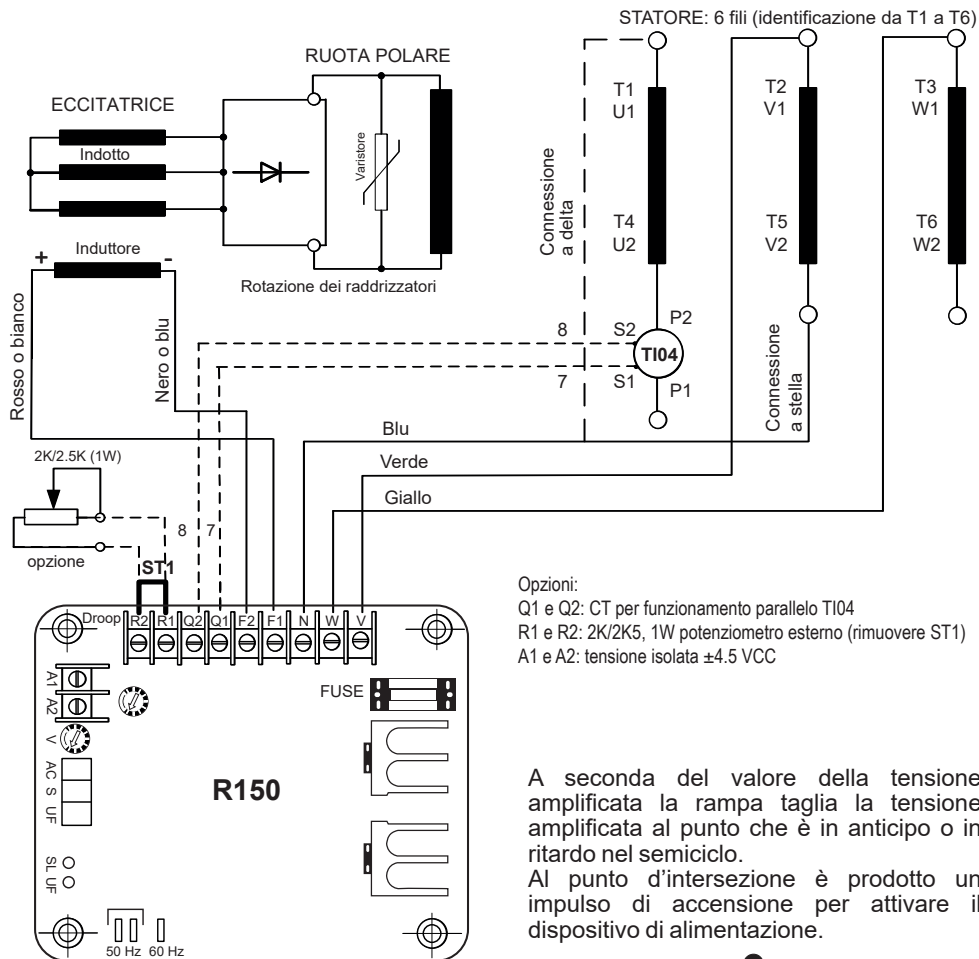 STATORE: 6 fili (identificazione da T1 a T6)
RUOTA POLARE
ECCITATRICE
Indotto
Varistore
T1
U1
T2
V1
T3
W1
Connessione
a delta
T4
U2
T5
V2
T6
W2
+
Induttore
-
Rotazione dei raddrizzatori
Rosso o bianco
Nero o blu
8
S2
P2
TI04
7
S1
P1
Connessione
a stella
Blu
Verde
Giallo
2K/2.5K (1W)
8
7
opzione
ST1
Droop
R2
R1
Q2
Q1
F2
F1
N
W
V
A1
A2
FUSE
V
AC
S
UF
R150
SL
UF
50 Hz
60 Hz
Opzioni:
Q1 e Q2: CT per funzionamento parallelo TI04
R1 e R2: 2K/2K5, 1W potenziometro esterno (rimuovere ST1)
A1 e A2: tensione isolata ±4.5 VCC
A seconda del valore della tensione
amplificata la rampa taglia la tensione
amplificata al punto che è in anticipo o in
ritardo nel semiciclo.
Al punto d’intersezione è prodotto un
impulso di accensione per attivare il
dispositivo di alimentazione.